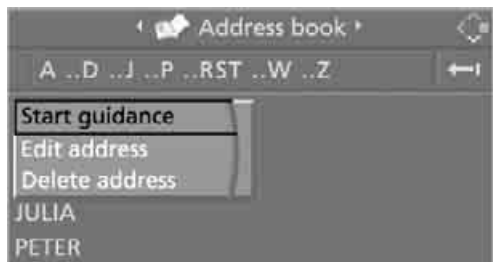 Address book
A ..D ..J ..P ..RST ..W ..Z
Start guidance
Edit address
Delete address
JULIA
PETER